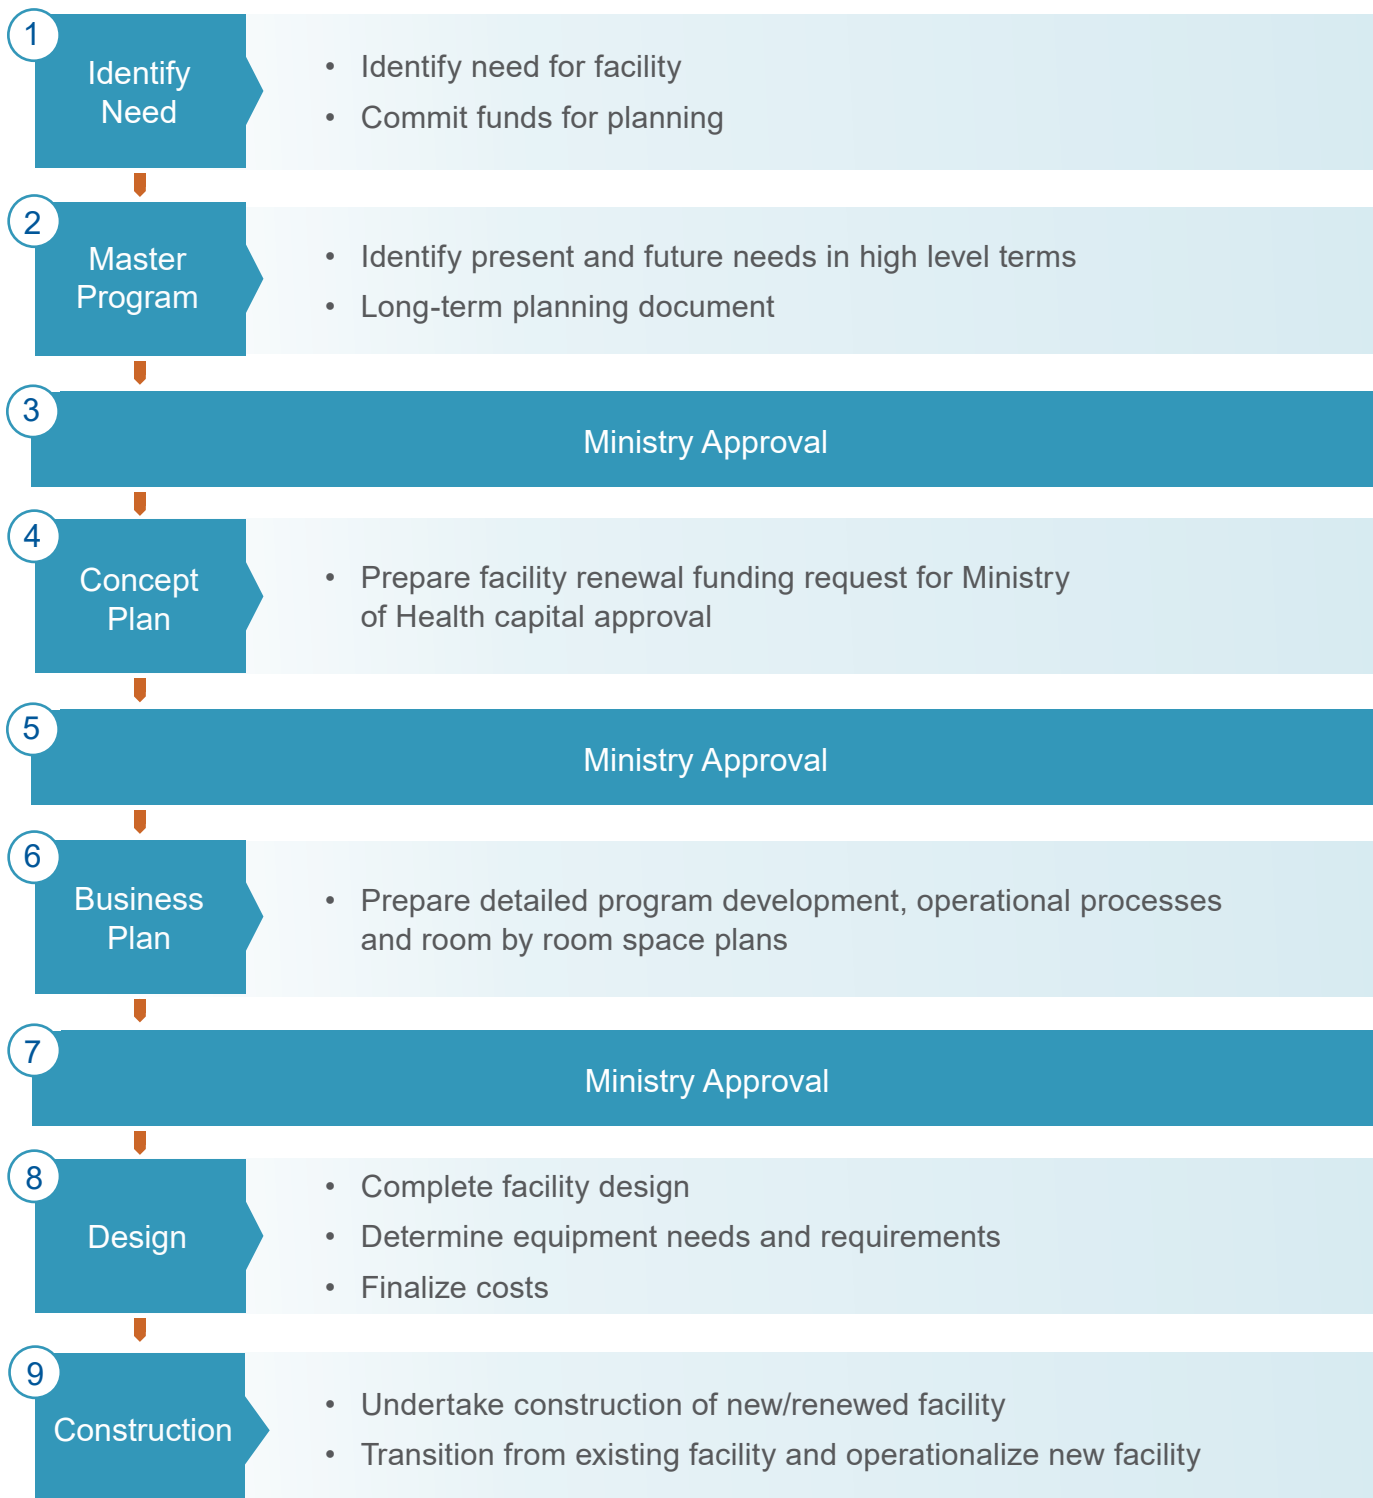 1
Identify
Need
• Identify need for facility
• Commit funds for planning
2
Master
Program
• Identify present and future needs in high level terms
• Long-term planning document
3
Ministry Approval
4
Concept
Plan
• Prepare facility renewal funding request for Ministry
of Health capital approval
5
Ministry Approval
6
Business
Plan
• Prepare detailed program development, operational processes
and room by room space plans
7
Ministry Approval
8
Design
• Complete facility design
• Determine equipment needs and requirements
• Finalize costs
9
Construction
• Undertake construction of new/renewed facility
• Transition from existing facility and operationalize new facility